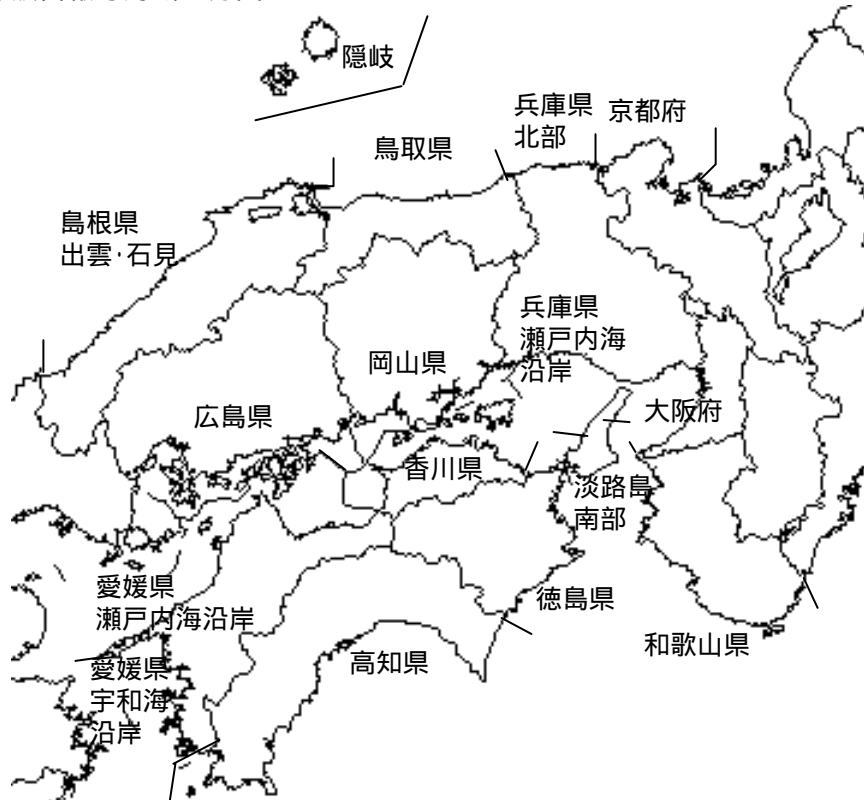 隠岐
兵庫県
北部
京都府
鳥取県
島根県
出雲・石見
兵庫県
瀬戸内海
沿岸
岡山県
広島県
大阪府
香川県
淡路島
南部
愛媛県
瀬戸内海沿岸
徳島県
和歌山県
高知県
愛媛県
宇和海
沿岸